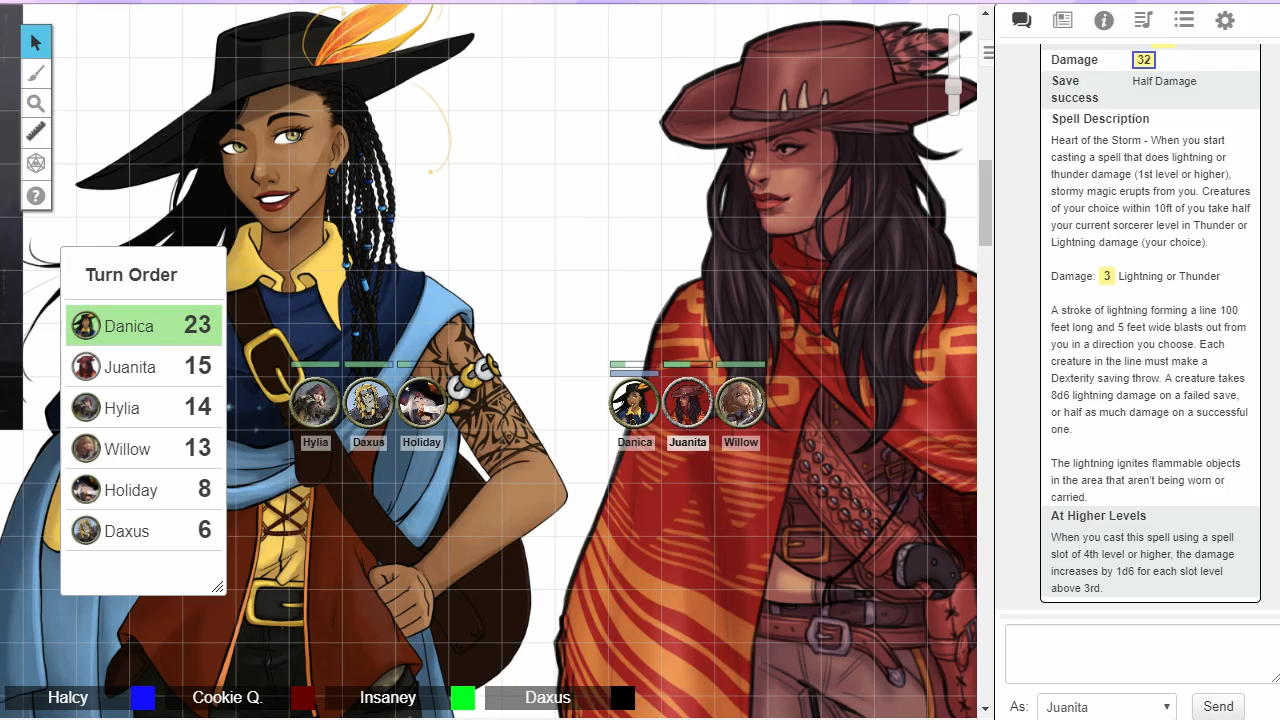 Turn Order
Danica 23
Juanita 15
Hylia 14
Willow 13
Holiday 8
Daxus 6
Hylia
Daxus
Holiday
Danica
Juanita
Willow
Halcy
Cookie Q.
Insaney
Daxus
Damage 32
Save Half Damage
success
Spell Description
Heart of the Storm - When you start
casting a spell that does lightning or
thunder damage (1st level or higher),
stormy magic erupts from you. Creatures
of your choice within 10ft of you take half
your current sorcerer level in Thunder or
Lightning damage (your choice).
Damage: 3 Lightning or Thunder
A stroke of lightning forming a line 100
feet long and 5 feet wide blasts out from
you in a direction you choose. Each
creature in the line must make a
Dexterity saving throw. A creature takes
8d6 lightning damage on a failed save,
or half as much damage on a successful
one.
The lightning ignites flammable objects
in the area that aren't being worn or
carried.
At Higher Levels
When you cast this spell using a spell
slot of 4th level or higher, the damage
increases by 1d6 for each slot level
above 3rd.
As: Juanita Send